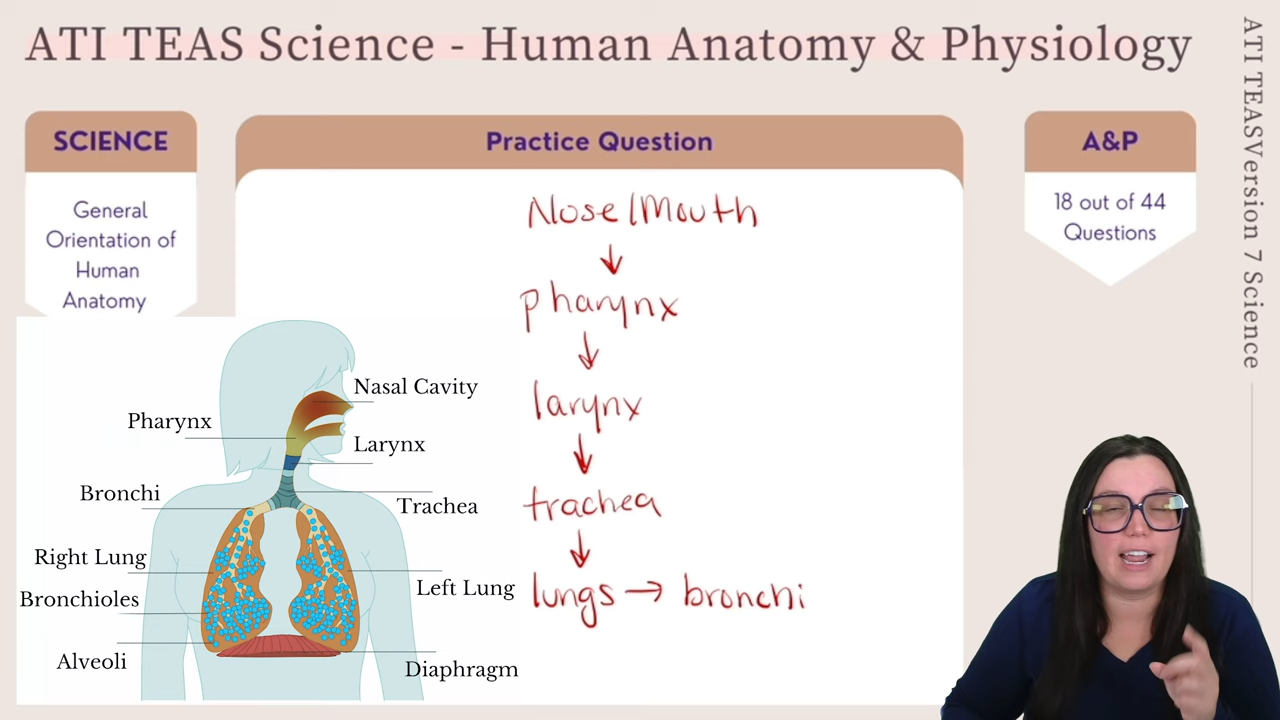 ATI TEAS Science - Human Anatomy & Physiology
SCIENCE
General
Orientation of
Human
Anatomy
Practice Question
Nose/Mouth
↓
pharynx
↓
larynx
↓
trachea
↓
lungs → bronchi
A&P
18 out of 44
Questions
ATI TEASVersion 7 Science
Nasal Cavity
Pharynx
Larynx
Bronchi
Trachea
Right Lung
Left Lung
Bronchioles
Alveoli
Diaphragm